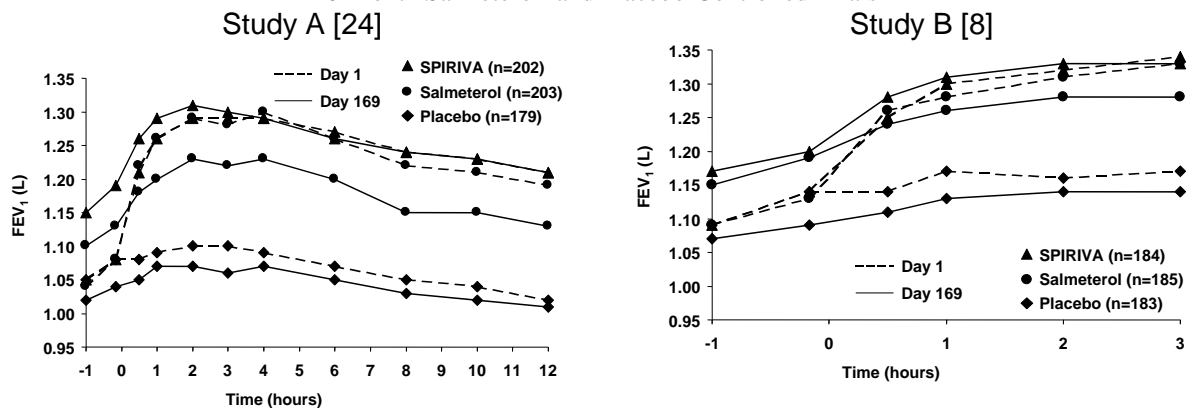 Study A [24]
1.35
1.30
1.25
1.20
1.15
1.10
1.05
1.00
0.95
FEV1 (L)
-1 0 1 2 3 4 5 6 7 8 9 10 11 12
Time (hours)
Day 1
Day 169
SPIRIVA (n=202)
Salmeterol (n=203)
Placebo (n=179)
Study B [8]
1.35
1.30
1.25
1.20
1.15
1.10
1.05
1.00
0.95
FEV1 (L)
-1 0 1 2 3
Time (hours)
Day 1
Day 169
SPIRIVA (n=184)
Salmeterol (n=185)
Placebo (n=183)